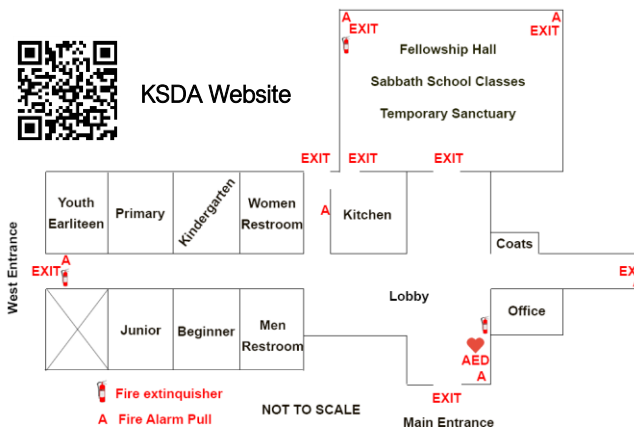 KSDA Website
A
EXIT
A
EXIT
Fellowship Hall
Sabbath School Classes
Temporary Sanctuary
EXIT
EXIT
EXIT
Youth
Earliteen
Primary
Kindergarten
Women
Restroom
A
Kitchen
Coats
West Entrance
A
EXIT
Lobby
Junior
Beginner
Men
Restroom
Office
AED
A
EXIT
Fire extinguisher
A Fire Alarm Pull
NOT TO SCALE
Main Entrance